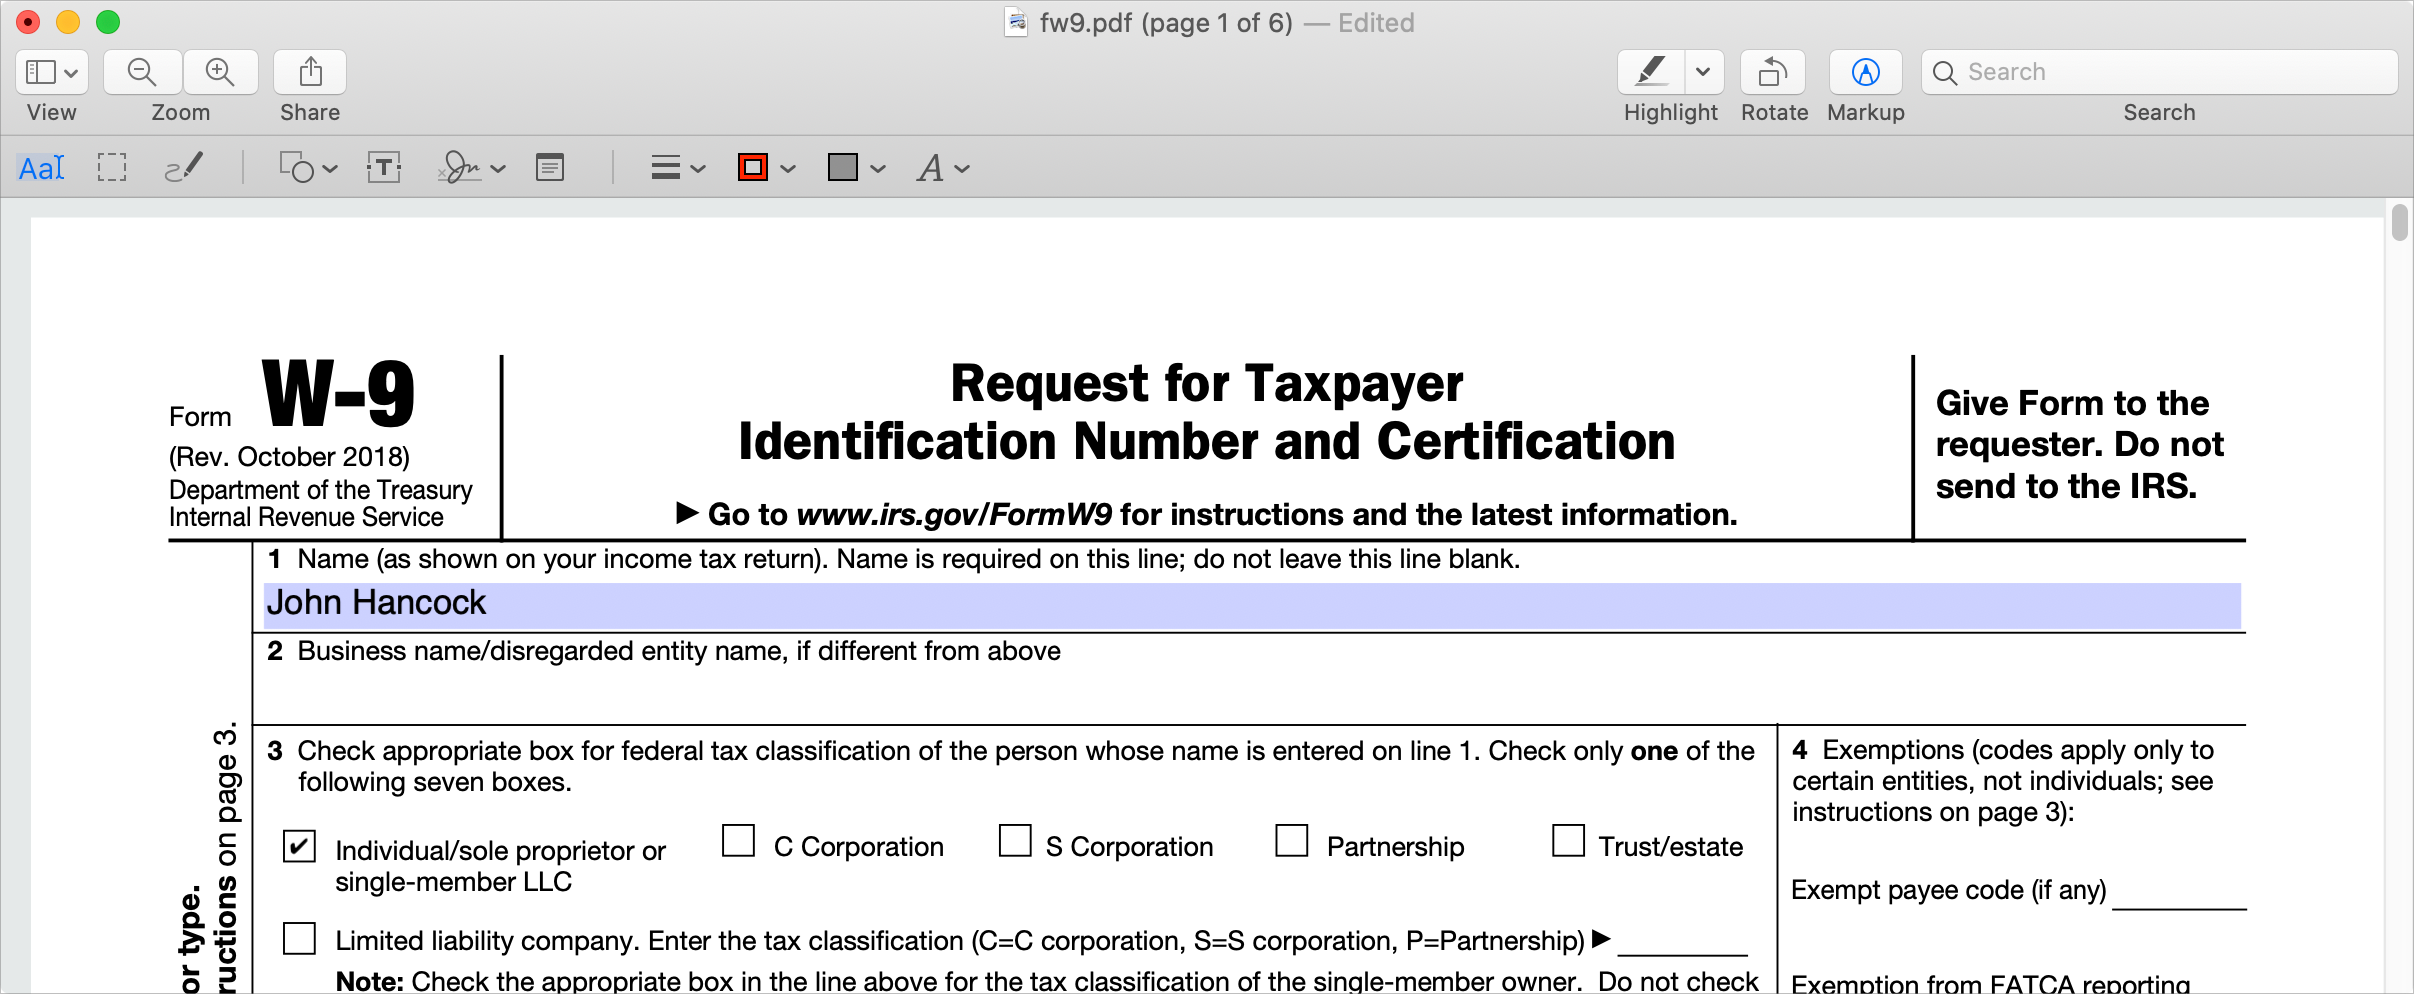 fw9.pdf (page 1 of 6) — Edited
View
Zoom
Share
Highlight
Rotate
Markup
Search
Search
Aa
T
A
Form W-9
(Rev. October 2018)
Department of the Treasury
Internal Revenue Service
Request for Taxpayer
Identification Number and Certification
▶ Go to www.irs.gov/FormW9 for instructions and the latest information.
Give Form to the
requester. Do not
send to the IRS.
or type.
ructions on page 3.
1 Name (as shown on your income tax return). Name is required on this line; do not leave this line blank.
John Hancock
2 Business name/disregarded entity name, if different from above
3 Check appropriate box for federal tax classification of the person whose name is entered on line 1. Check only one of the
following seven boxes.
✔ Individual/sole proprietor or
single-member LLC
C Corporation
S Corporation
Partnership
Trust/estate
Limited liability company. Enter the tax classification (C=C corporation, S=S corporation, P=Partnership) ▶
Note: Check the appropriate box in the line above for the tax classification of the single-member owner. Do not check
4 Exemptions (codes apply only to
certain entities, not individuals; see
instructions on page 3):
Exempt payee code (if any)
Exemption from FATCA reporting